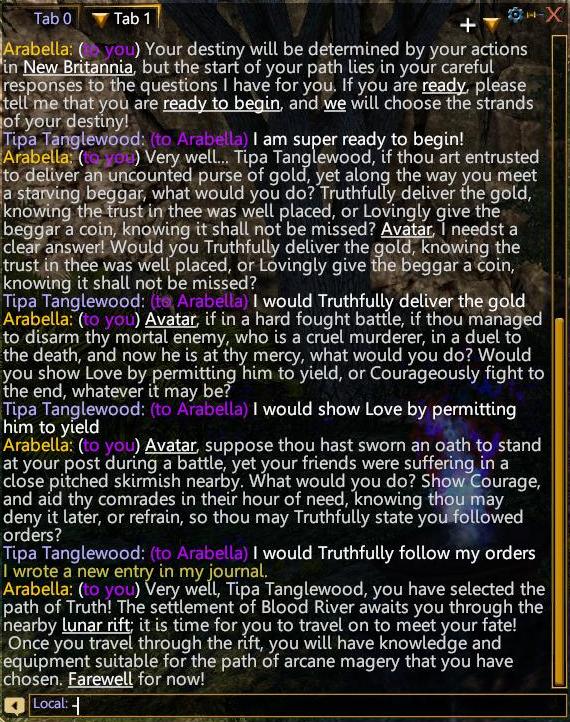 Tab 0 Tab 1
Arabella: (to you) Your destiny will be determined by your actions
in New Britannia, but the start of your path lies in your careful
responses to the questions I have for you. If you are ready, please
tell me that you are ready to begin, and we will choose the strands
of your destiny!
Tipa Tanglewood: (to Arabella) I am super ready to begin!
Arabella: (to you) Very well... Tipa Tanglewood, if thou art entrusted
to deliver an uncounted purse of gold, yet along the way you meet
a starving beggar, what would you do? Truthfully deliver the gold,
knowing the trust in thee was well placed, or Lovingly give the
beggar a coin, knowing it shall not be missed? Avatar, I needst a
clear answer! Would you Truthfully deliver the gold, knowing the
trust in thee was well placed, or Lovingly give the beggar a coin,
knowing it shall not be missed?
Tipa Tanglewood: (to Arabella) I would Truthfully deliver the gold
Arabella: (to you) Avatar, if in a hard fought battle, if thou managed
to disarm thy mortal enemy, who is a cruel murderer, in a duel to
the death, and now he is at thy mercy, what would you do? Would
you show Love by permitting him to yield, or Courageously fight to
the end, whatever it may be?
Tipa Tanglewood: (to Arabella) I would show Love by permitting
him to yield
Arabella: (to you) Avatar, suppose thou hast sworn an oath to stand
at your post during a battle, yet your friends were suffering in a
close pitched skirmish nearby. What would you do? Show Courage,
and aid thy comrades in their hour of need, knowing thou may
deny it later, or refrain, so thou may Truthfully state you followed
orders?
Tipa Tanglewood: (to Arabella) I would Truthfully follow my orders
I wrote a new entry in my journal.
Arabella: (to you) Very well, Tipa Tanglewood, you have selected the
path of Truth! The settlement of Blood River awaits you through the
nearby lunar rift; it is time for you to travel on to meet your fate!
Once you travel through the rift, you will have knowledge and
equipment suitable for the path of arcane magery that you have
chosen. Farewell for now!
Local: -